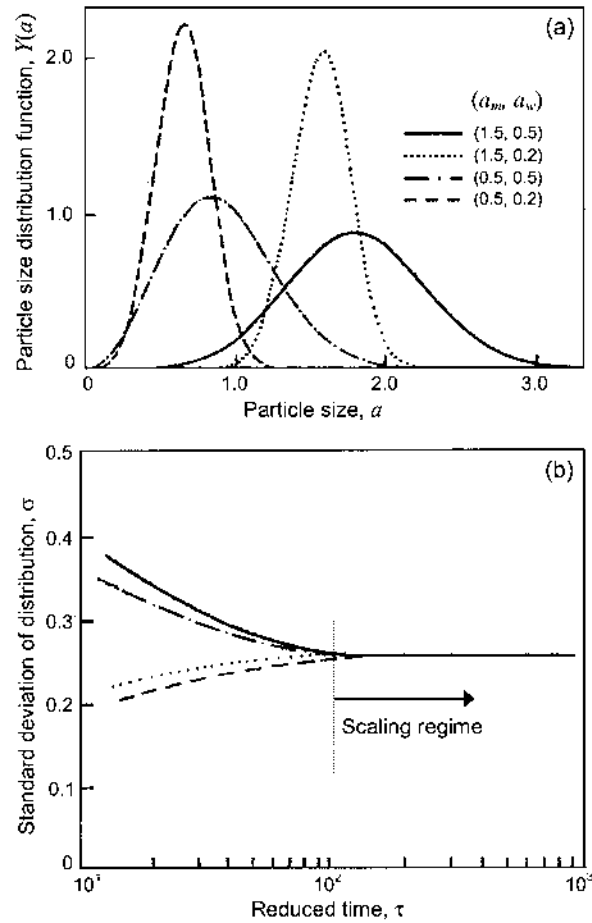 (a)
Particle size distribution function, Y(a)
2.0
1.0
0
(am, aw)
(1.5, 0.5)
(1.5, 0.2)
(0.5, 0.5)
(0.5, 0.2)
0 1.0 2.0 3.0
Particle size, a
(b)
Standard deviation of distribution, σ
0.5
0.4
0.3
0.2
0.1
0
Scaling regime
10¹ 10² 10³
Reduced time, τ